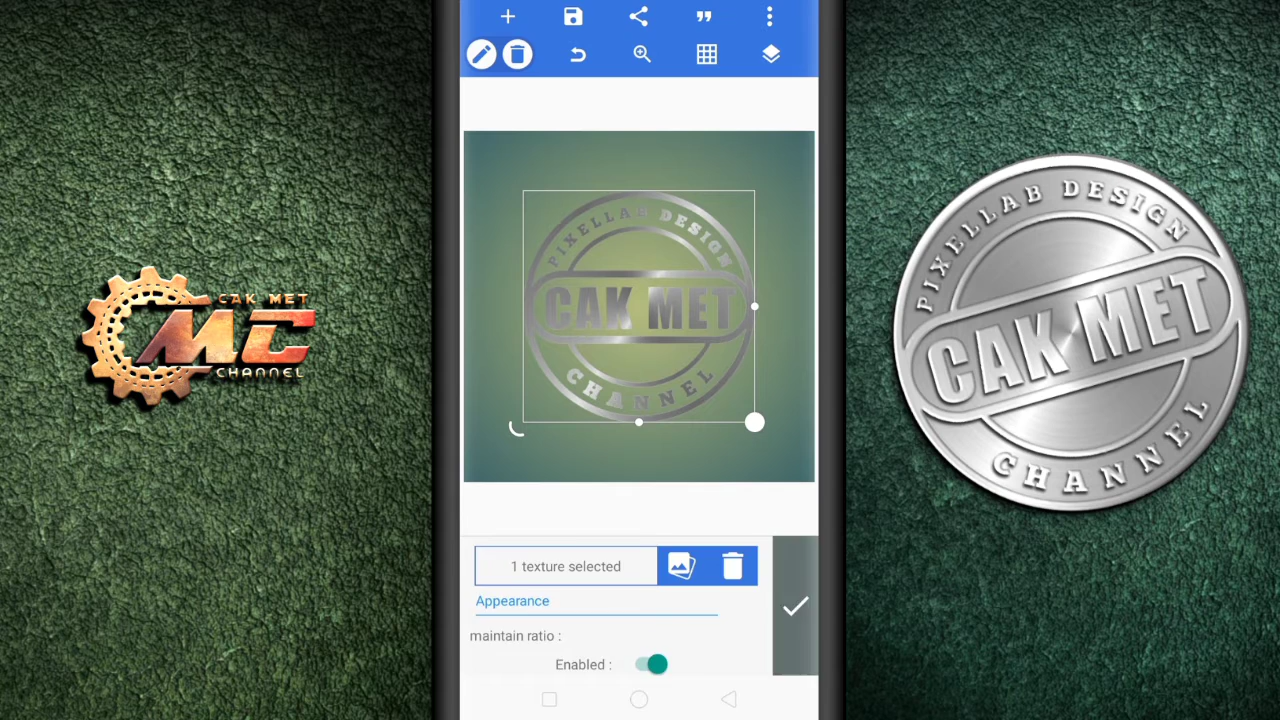 CAK MET
MC
CHANNEL
PIXELLAB DESIGN
CAK MET
CHANNEL
1 texture selected
Appearance
maintain ratio :
Enabled :
PIXELLAB DESIGN
CAK MET
CHANNEL